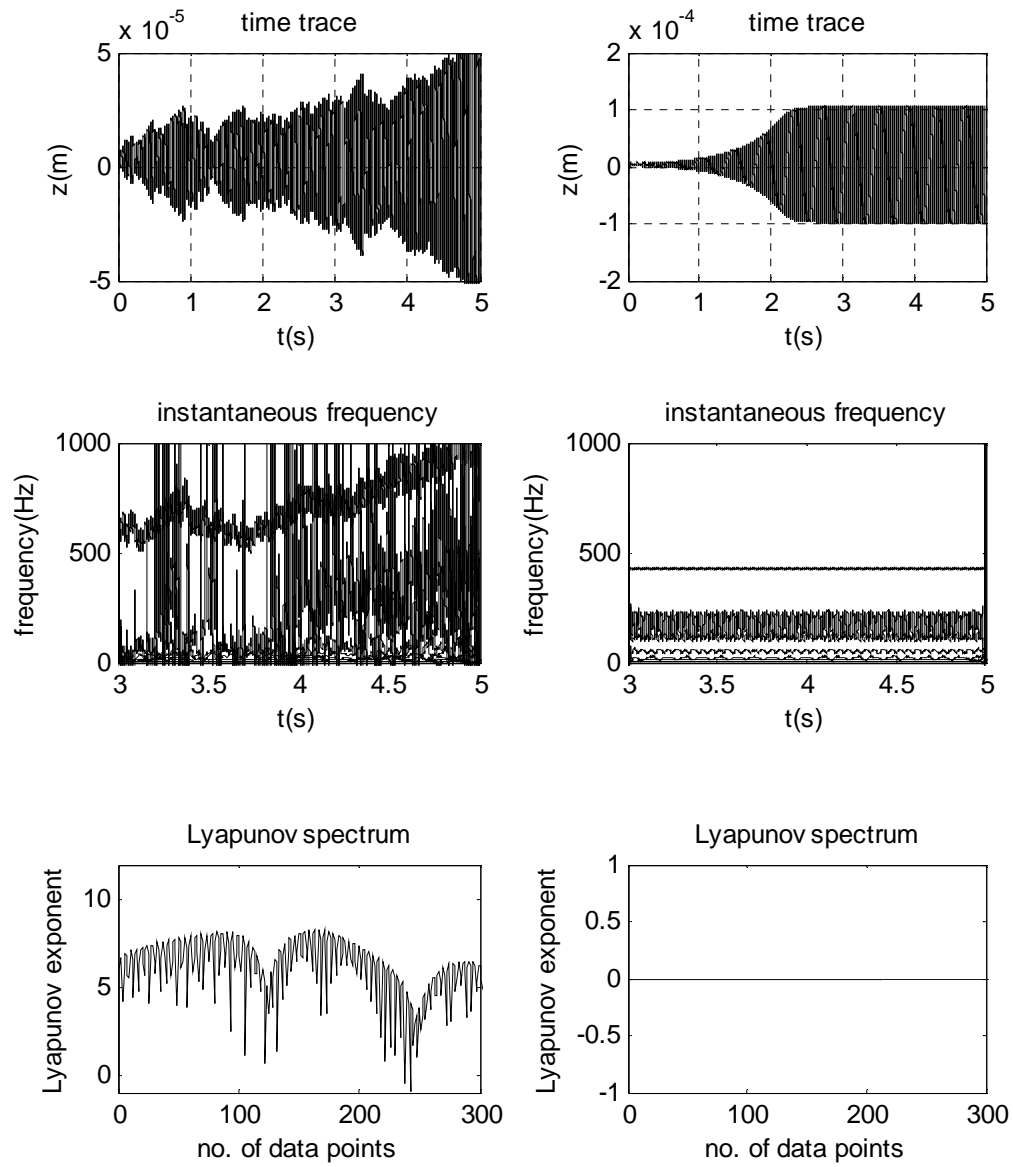 x 10⁻⁵ time trace
5
0
-5
z(m)
0 1 2 3 4 5
t(s)
x 10⁻⁴ time trace
2
1
0
-1
-2
z(m)
0 1 2 3 4 5
t(s)
instantaneous frequency
1000
500
0
frequency(Hz)
3 3.5 4 4.5 5
t(s)
instantaneous frequency
1000
500
0
frequency(Hz)
3 3.5 4 4.5 5
t(s)
Lyapunov spectrum
10
5
0
Lyapunov exponent
0 100 200 300
no. of data points
Lyapunov spectrum
1
0.5
0
-0.5
-1
Lyapunov exponent
0 100 200 300
no. of data points